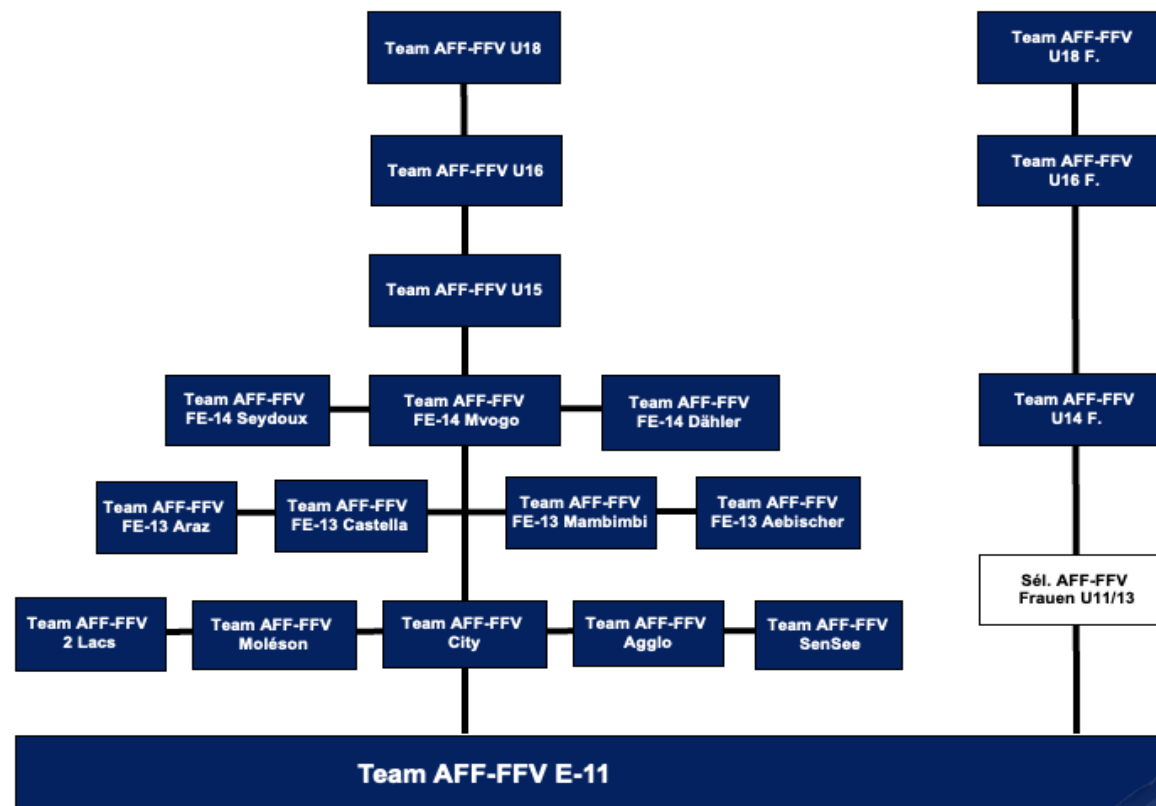 Team AFF-FFV U18
Team AFF-FFV
U18 F.
Team AFF-FFV U16
Team AFF-FFV
U16 F.
Team AFF-FFV U15
Team AFF-FFV
FE-14 Seydoux
Team AFF-FFV
FE-14 Mvogo
Team AFF-FFV
FE-14 Dähler
Team AFF-FFV
U14 F.
Team AFF-FFV
FE-13 Araz
Team AFF-FFV
FE-13 Castella
Team AFF-FFV
FE-13 Mambimbi
Team AFF-FFV
FE-13 Aebischer
Sél. AFF-FFV
Frauen U11/13
Team AFF-FFV
2 Lacs
Team AFF-FFV
Moléson
Team AFF-FFV
City
Team AFF-FFV
Agglo
Team AFF-FFV
SenSee
Team AFF-FFV E-11